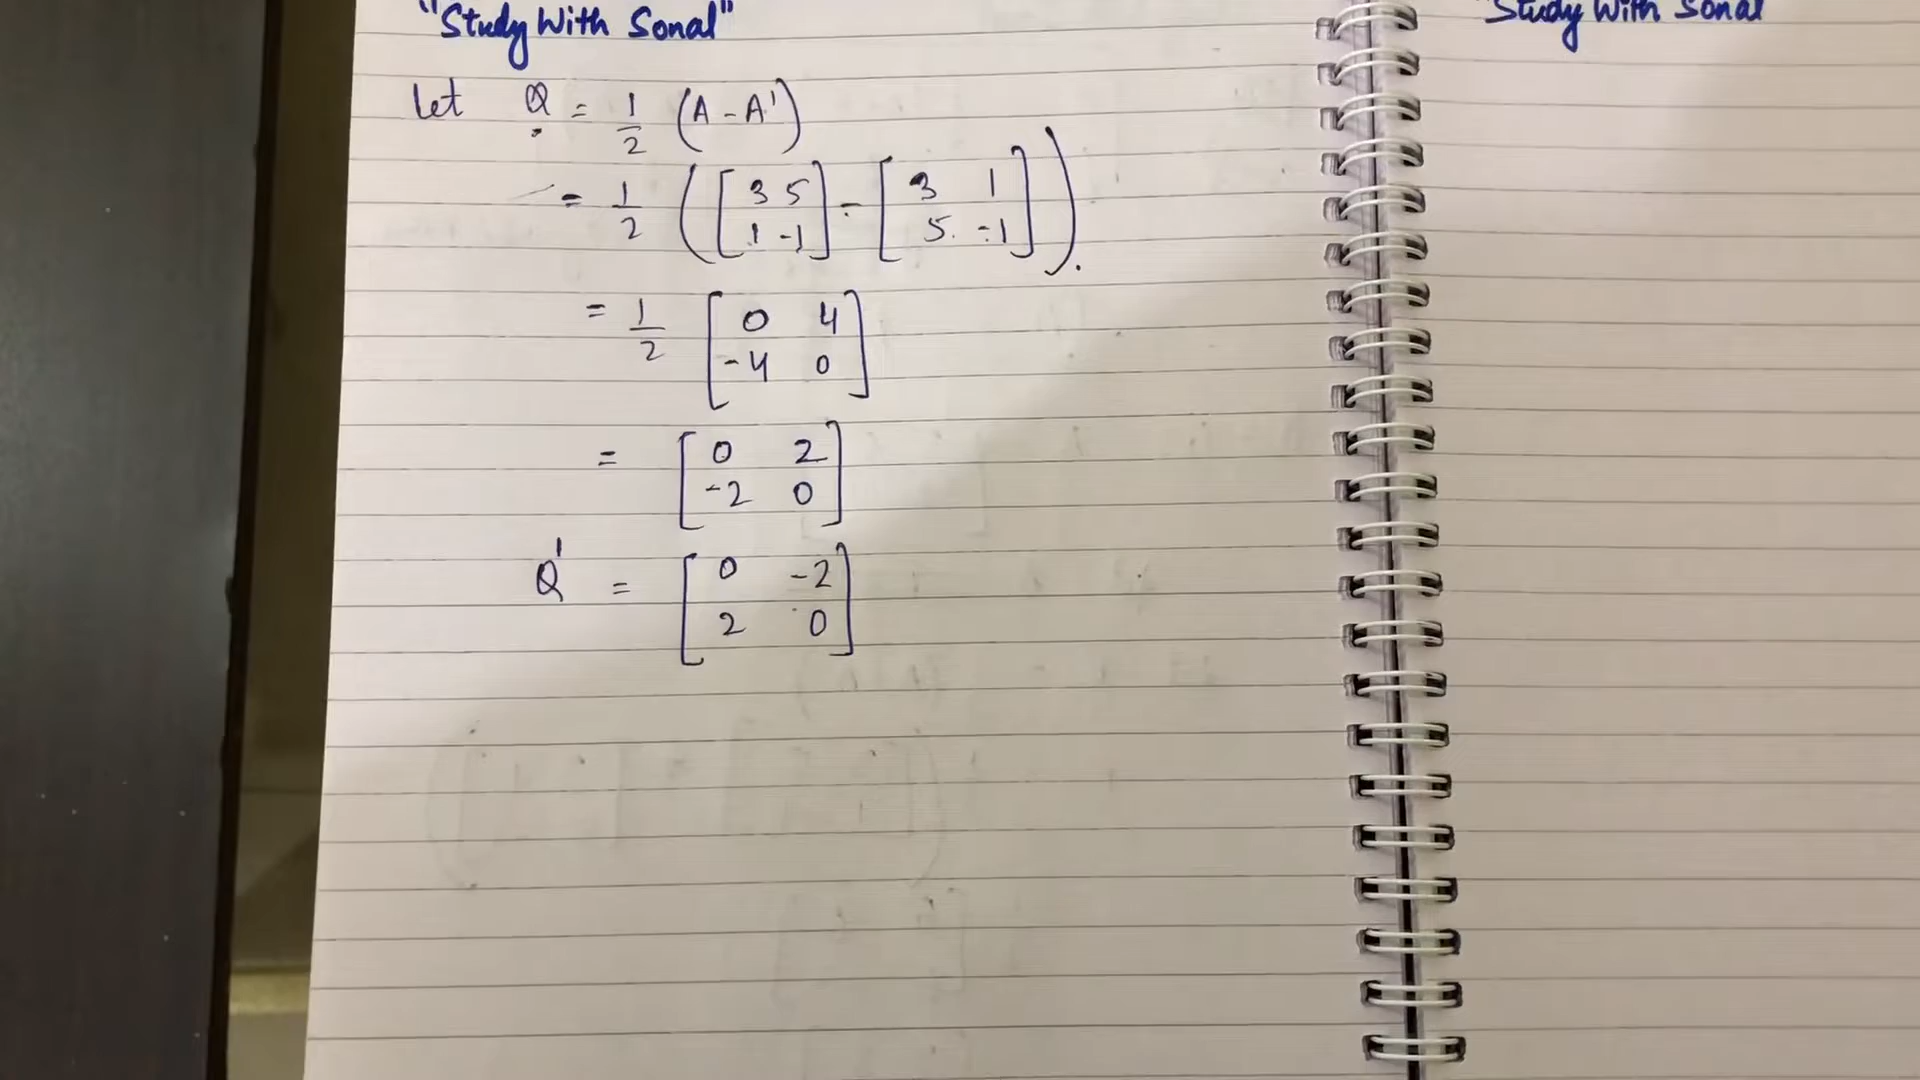 "Study With Sonal"
"Study With Sonal
Let Q = 1/2 (A - A')
= 1/2 ([3 5; 1 -1] - [3 1; 5 -1]).
= 1/2 [0 4; -4 0]
= [0 2; -2 0]
Q' = [0 -2; 2 0]